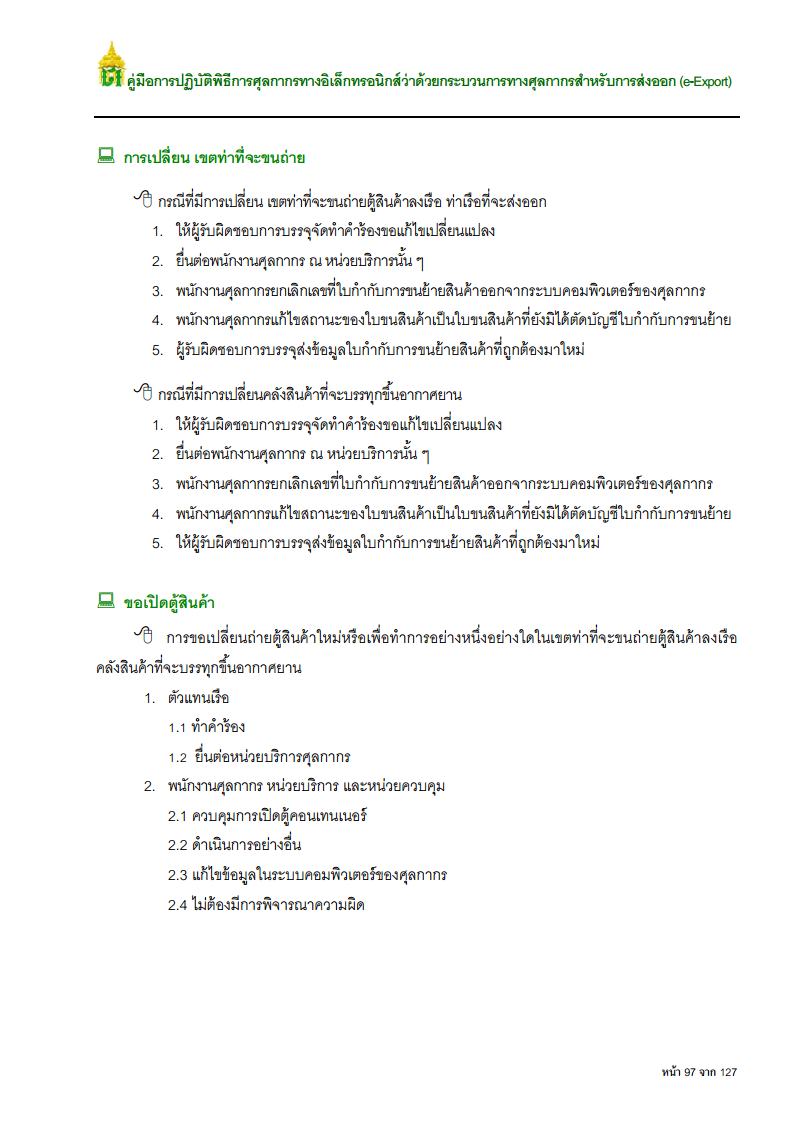 คู่มือการปฏิบัติพิธีการศุลกากรทางอิเล็กทรอนิกส์ว่าด้วยกระบวนการทางศุลกากรสำหรับการส่งออก (e-Export)
การเปลี่ยน เขตท่าที่จะขนถ่าย
กรณีที่มีการเปลี่ยน เขตท่าที่จะขนถ่ายตู้สินค้าลงเรือ ท่าเรือที่จะส่งออก
1. ให้ผู้รับผิดชอบการบรรจุจัดทำคำร้องขอแก้ไขเปลี่ยนแปลง
2. ยื่นต่อพนักงานศุลกากร ณ หน่วยบริการนั้น ๆ
3. พนักงานศุลกากรยกเลิกเลขที่ใบกำกับการขนย้ายสินค้าออกจากระบบคอมพิวเตอร์ของศุลกากร
4. พนักงานศุลกากรแก้ไขสถานะของใบขนสินค้าเป็นใบขนสินค้าที่ยังมิได้ตัดบัญชีใบกำกับการขนย้าย
5. ผู้รับผิดชอบการบรรจุส่งข้อมูลใบกำกับการขนย้ายสินค้าที่ถูกต้องมาใหม่
กรณีที่มีการเปลี่ยนคลังสินค้าที่จะบรรทุกขึ้นอากาศยาน
1. ให้ผู้รับผิดชอบการบรรจุจัดทำคำร้องขอแก้ไขเปลี่ยนแปลง
2. ยื่นต่อพนักงานศุลกากร ณ หน่วยบริการนั้น ๆ
3. พนักงานศุลกากรยกเลิกเลขที่ใบกำกับการขนย้ายสินค้าออกจากระบบคอมพิวเตอร์ของศุลกากร
4. พนักงานศุลกากรแก้ไขสถานะของใบขนสินค้าเป็นใบขนสินค้าที่ยังมิได้ตัดบัญชีใบกำกับการขนย้าย
5. ให้ผู้รับผิดชอบการบรรจุส่งข้อมูลใบกำกับการขนย้ายสินค้าที่ถูกต้องมาใหม่
ขอเปิดตู้สินค้า
การขอเปลี่ยนถ่ายตู้สินค้าใหม่หรือเพื่อทำการอย่างหนึ่งอย่างใดในเขตท่าที่จะขนถ่ายตู้สินค้าลงเรือ
คลังสินค้าที่จะบรรทุกขึ้นอากาศยาน
1. ตัวแทนเรือ
1.1 ทำคำร้อง
1.2 ยื่นต่อหน่วยบริการศุลกากร
2. พนักงานศุลกากร หน่วยบริการ และหน่วยควบคุม
2.1 ควบคุมการเปิดตู้คอนเทนเนอร์
2.2 ดำเนินการอย่างอื่น
2.3 แก้ไขข้อมูลในระบบคอมพิวเตอร์ของศุลกากร
2.4 ไม่ต้องมีการพิจารณาความผิด
หน้า 97 จาก 127